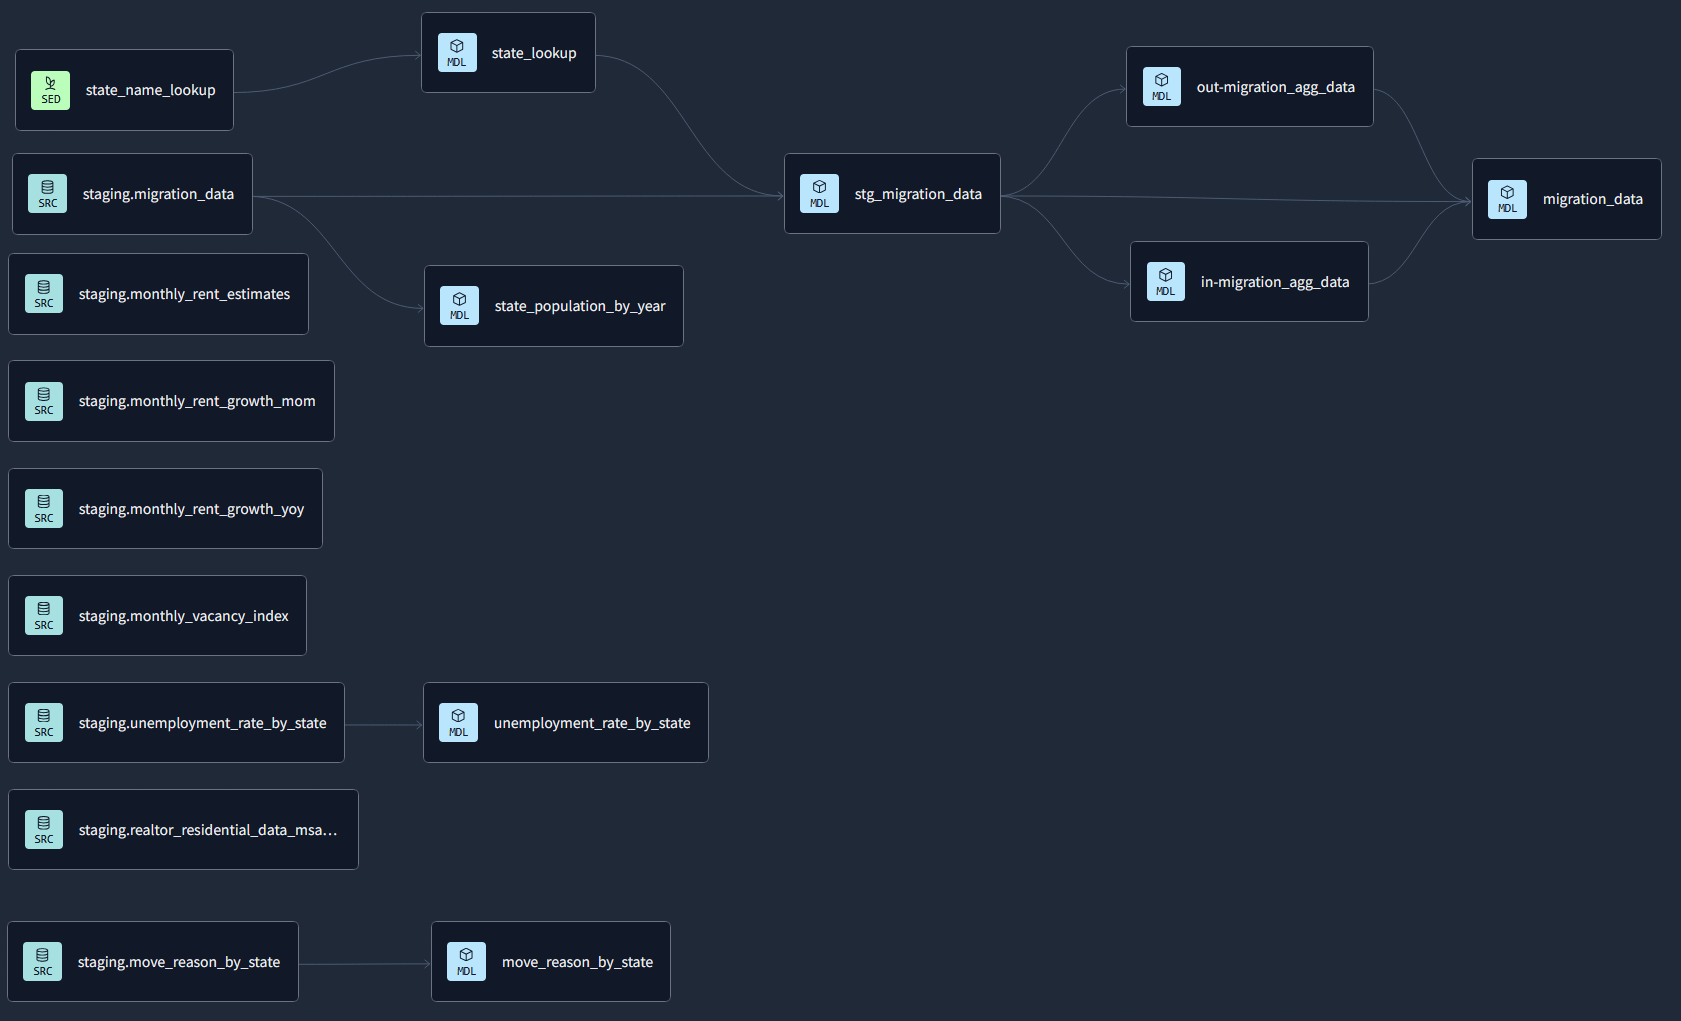 SED
state_name_lookup
MDL
state_lookup
SRC
staging.migration_data
MDL
stg_migration_data
MDL
out-migration_agg_data
MDL
migration_data
MDL
in-migration_agg_data
SRC
staging.monthly_rent_estimates
MDL
state_population_by_year
SRC
staging.monthly_rent_growth_mom
SRC
staging.monthly_rent_growth_yoy
SRC
staging.monthly_vacancy_index
SRC
staging.unemployment_rate_by_state
MDL
unemployment_rate_by_state
SRC
staging.realtor_residential_data_msa...
SRC
staging.move_reason_by_state
MDL
move_reason_by_state